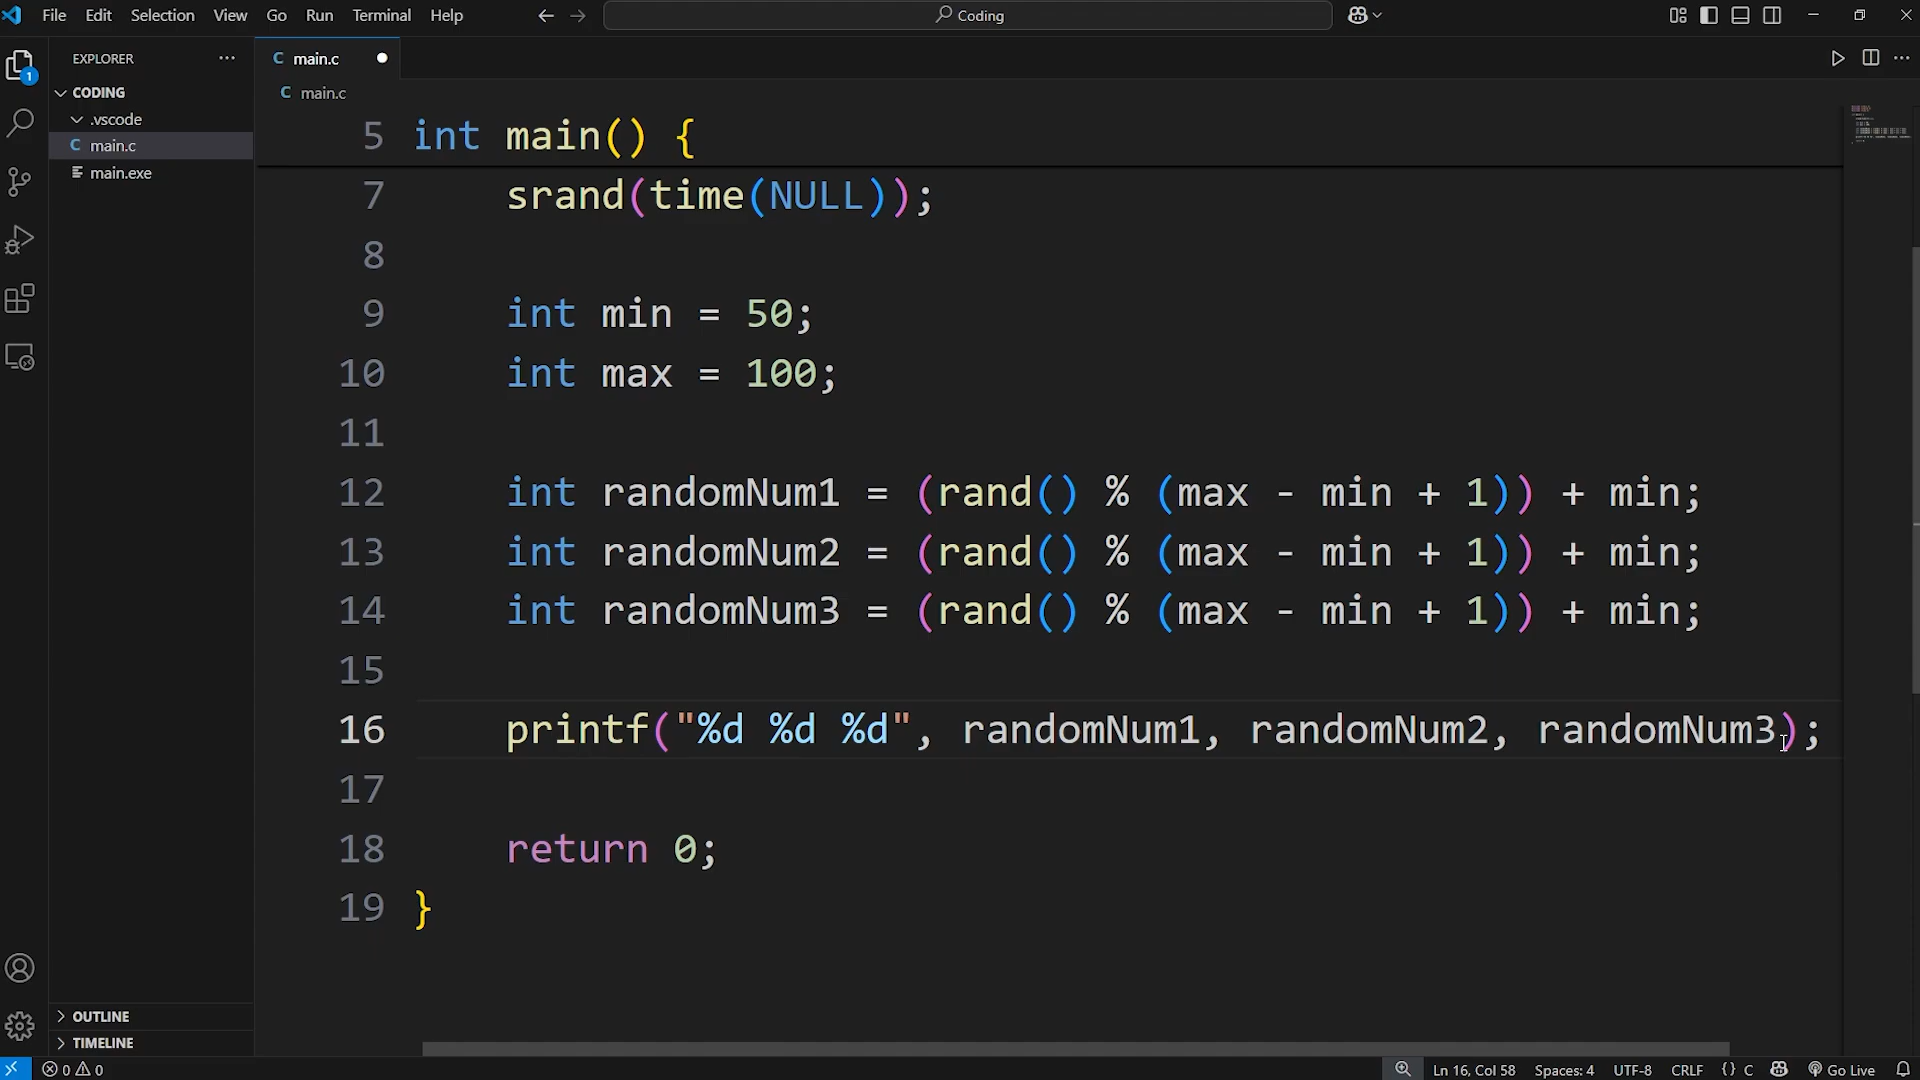 File Edit Selection View Go Run Terminal Help Coding
EXPLORER
CODING
.vscode
C main.c
main.exe
OUTLINE
TIMELINE
1
C main.c
C main.c
5 int main() {
7 srand(time(NULL));
8
9 int min = 50;
10 int max = 100;
11
12 int randomNum1 = (rand() % (max - min + 1)) + min;
13 int randomNum2 = (rand() % (max - min + 1)) + min;
14 int randomNum3 = (rand() % (max - min + 1)) + min;
15
16 printf("%d %d %d", randomNum1, randomNum2, randomNum3);
17
18 return 0;
19 }
0 0 Ln 16, Col 58 Spaces: 4 UTF-8 CRLF {} C Go Live